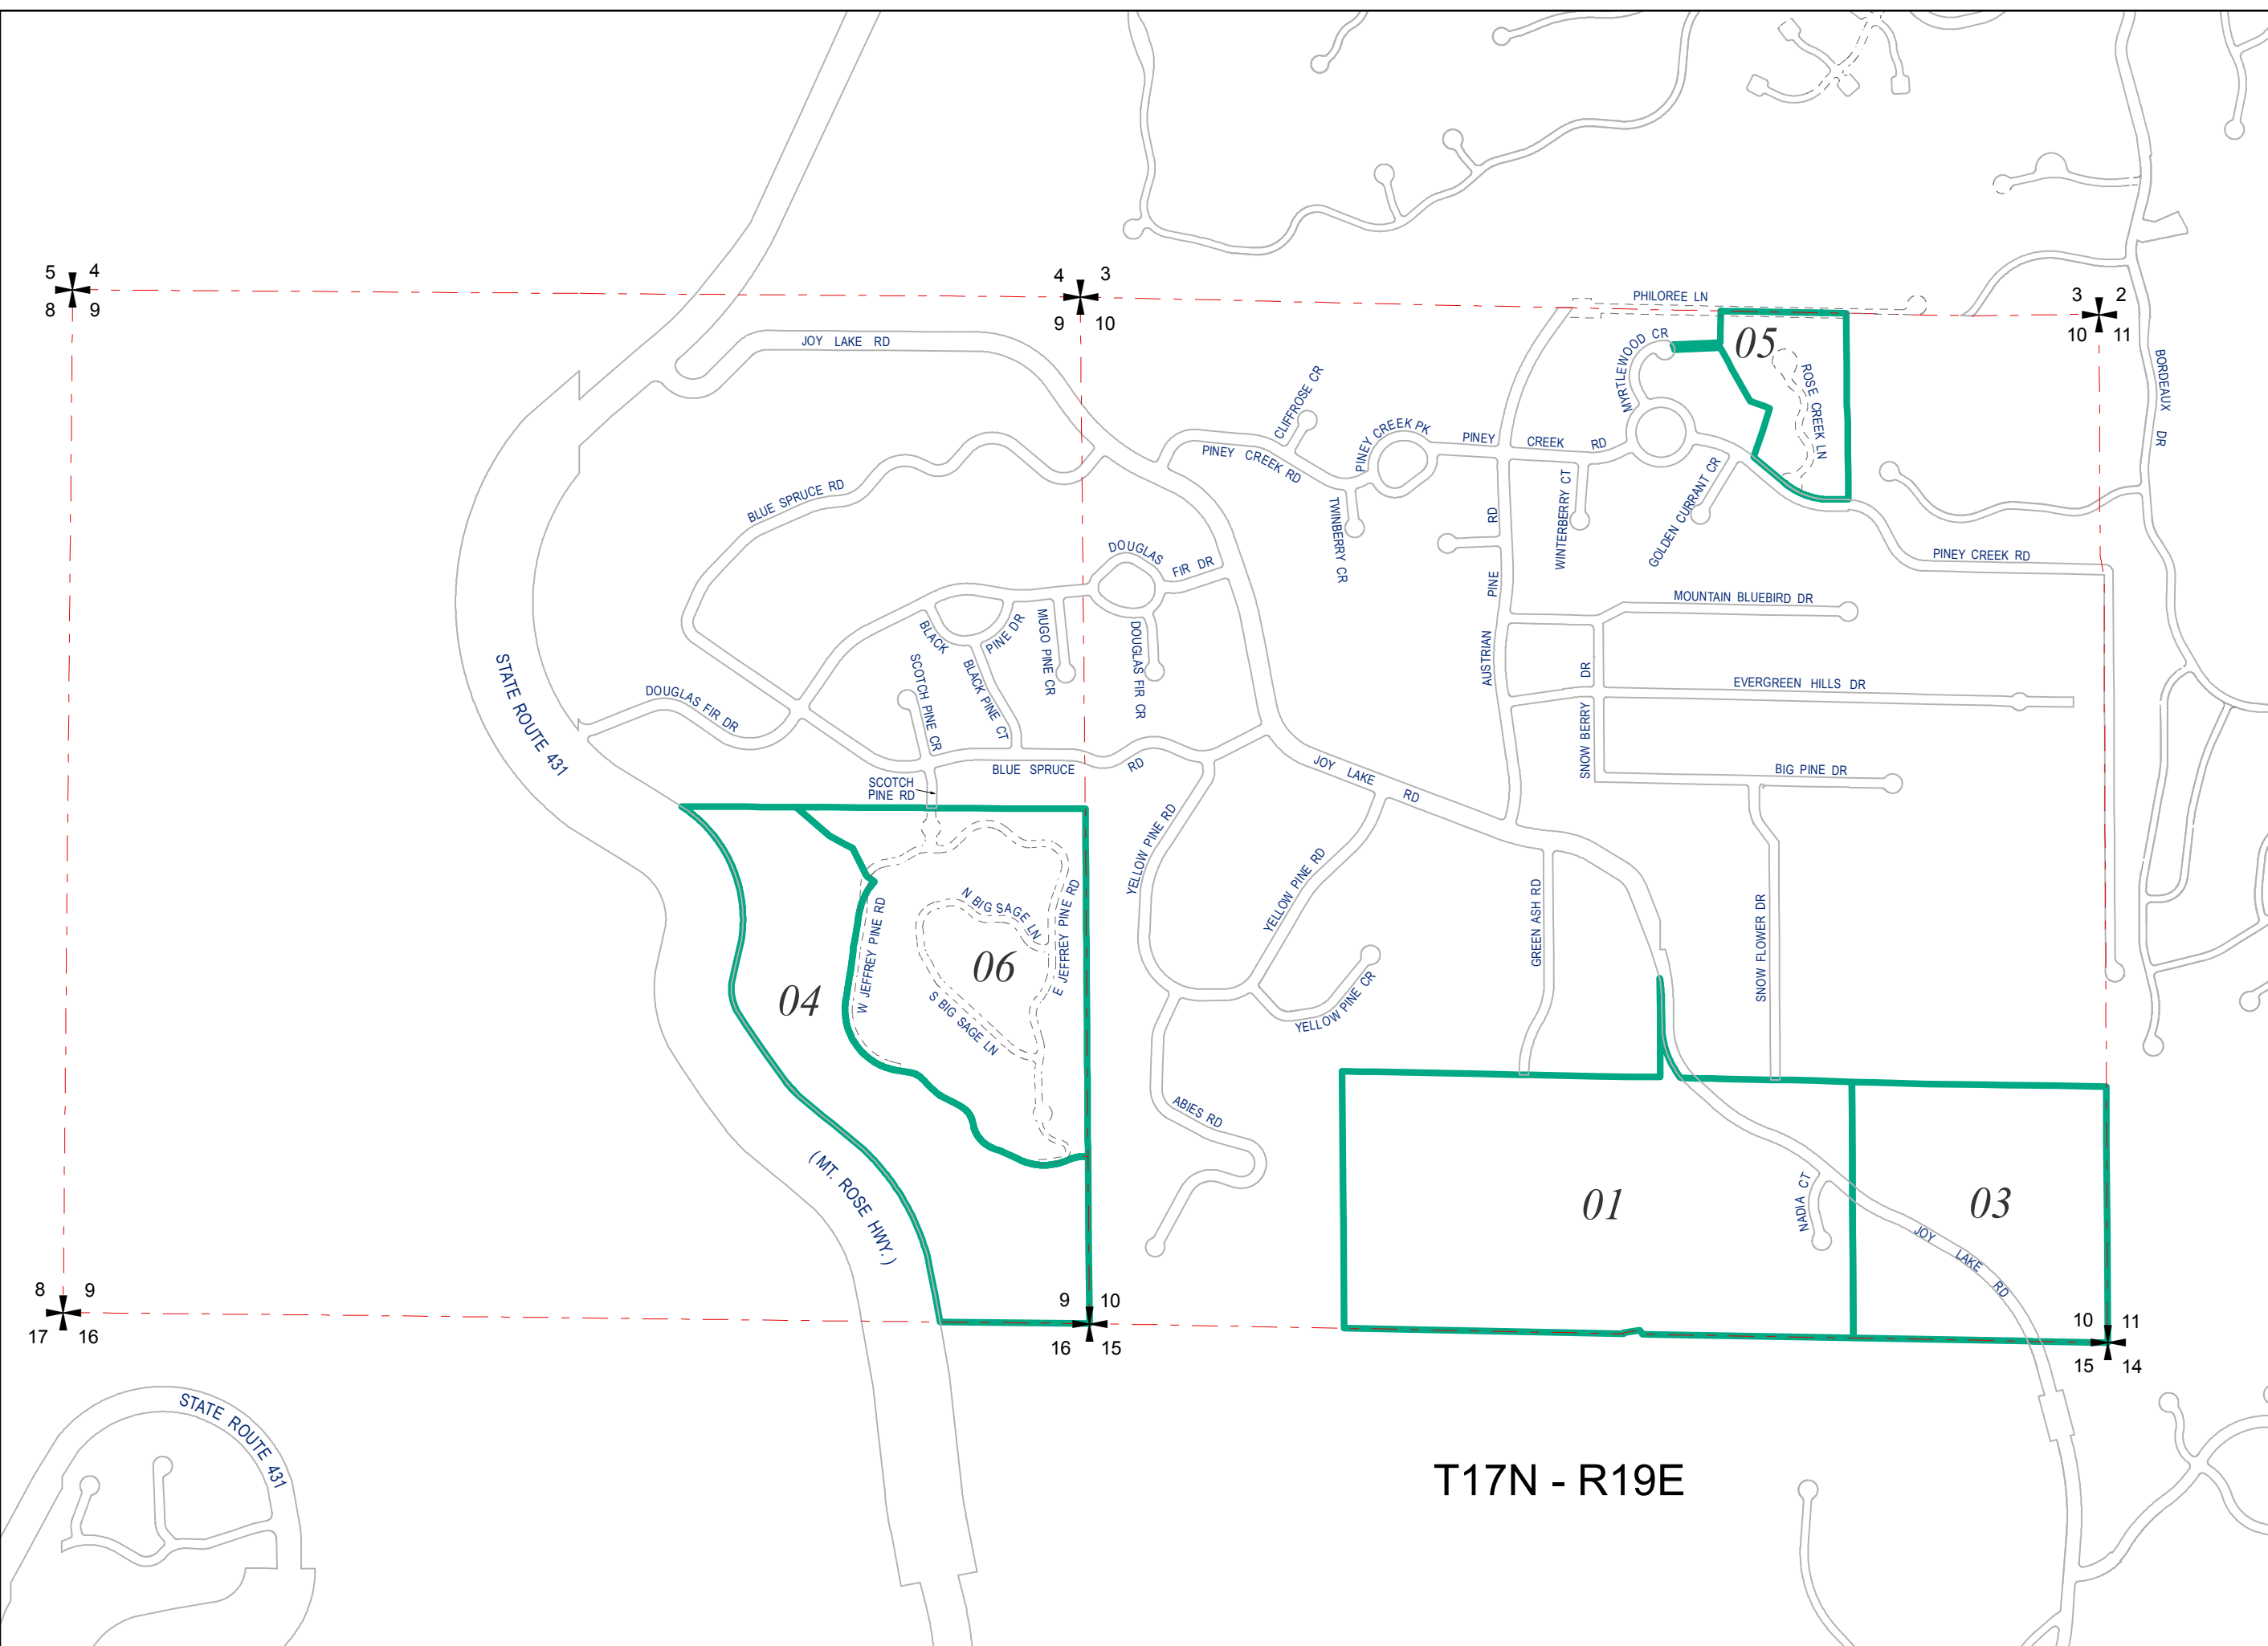 5 4
8 9
4 3
9 10
3 2
10 11
PHILOREE LN
05
MYRTLEWOOD CR
ROSE CREEK LN
BORDEAUX DR
JOY LAKE RD
CLIFFROSE CR
PINEY CREEK PK
PINEY CREEK RD
PINEY CREEK RD
TWINBERRY CR
WINTERBERRY CT
GOLDEN CURRANT CR
PINEY CREEK RD
BLUE SPRUCE RD
DOUGLAS FIR DR
AUSTRIAN PINE RD
MOUNTAIN BLUEBIRD DR
BLACK PINE DR
MUGO PINE CR
DOUGLAS FIR CR
SCOTCH PINE CR
BLACK PINE CT
STATE ROUTE 431
DOUGLAS FIR DR
EVERGREEN HILLS DR
SNOW BERRY DR
BLUE SPRUCE RD
SCOTCH
PINE RD
JOY LAKE RD
BIG PINE DR
YELLOW PINE RD
YELLOW PINE RD
GREEN ASH RD
SNOW FLOWER DR
W JEFFREY PINE RD
N BIG SAGE LN
E JEFFREY PINE RD
06
04
S BIG SAGE LN
YELLOW PINE CR
ABIES RD
(MT. ROSE HWY.)
01
NADIA CT
03
JOY LAKE RD
8 9
17 16
9 10
16 15
10 11
15 14
STATE ROUTE 431
T17N - R19E